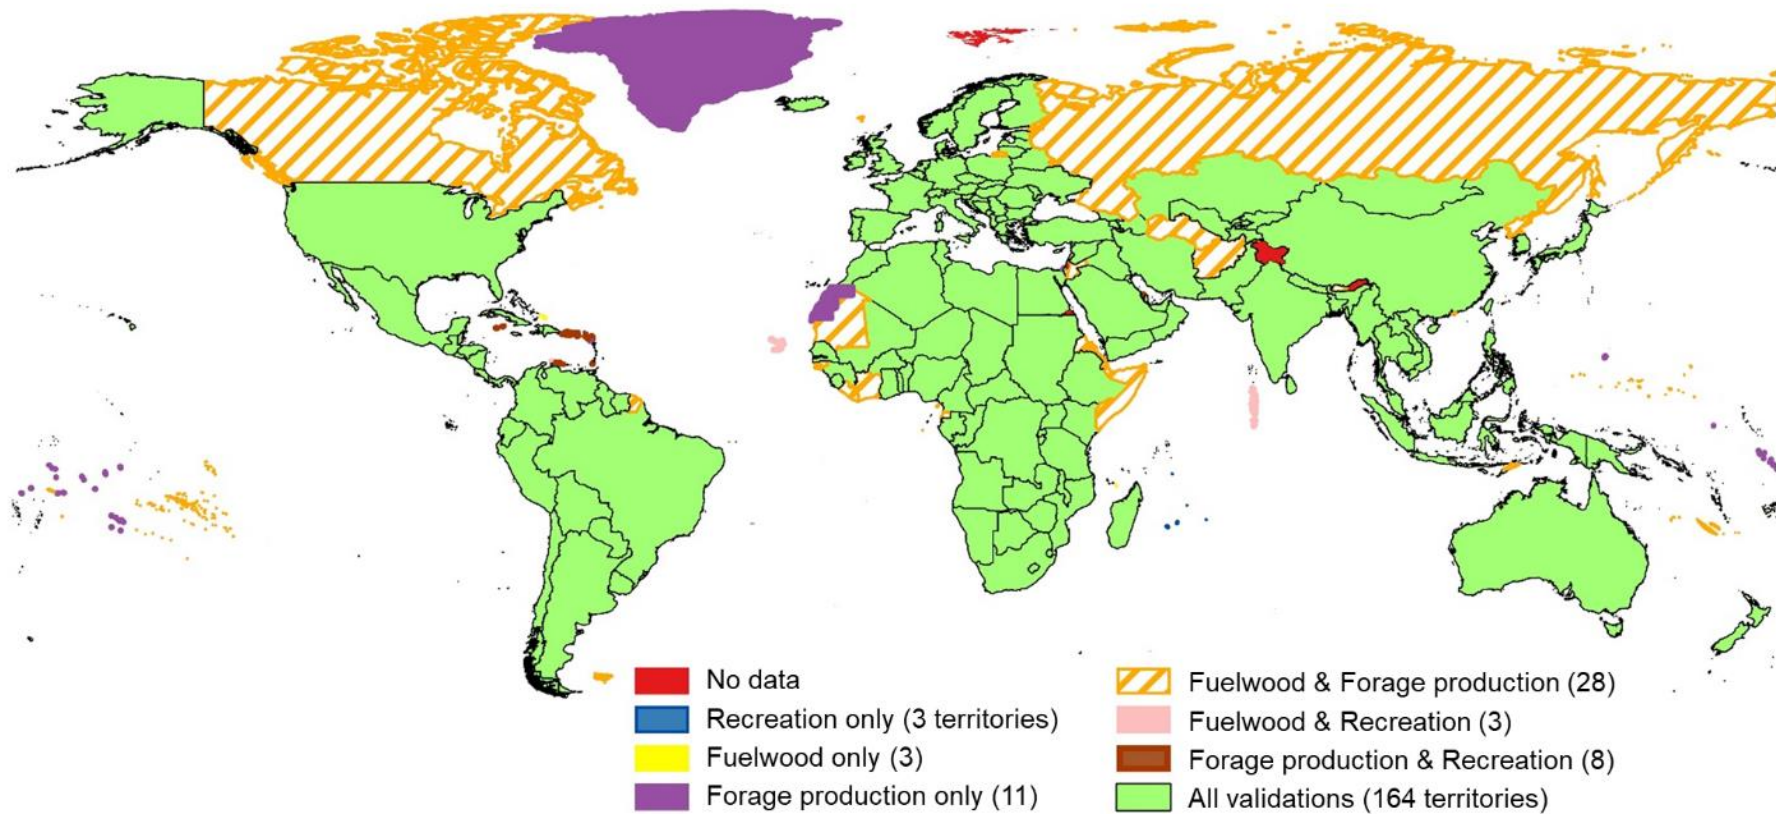 No data
Recreation only (3 territories)
Fuelwood only (3)
Forage production only (11)
Fuelwood & Forage production (28)
Fuelwood & Recreation (3)
Forage production & Recreation (8)
All validations (164 territories)